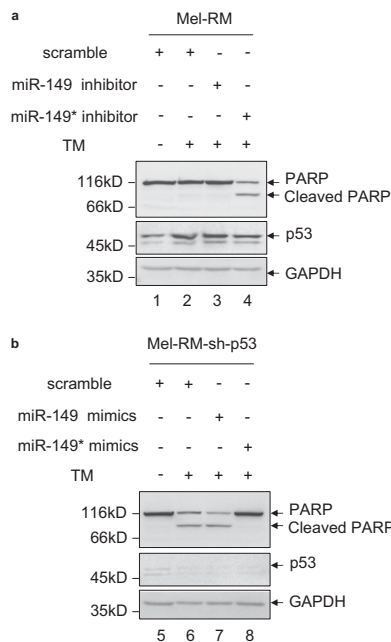 a
Mel-RM
scramble + + - -
miR-149 inhibitor - - + -
miR-149* inhibitor - - - +
TM - + + +
116kD PARP
Cleaved PARP
66kD
p53
45kD
35kD GAPDH
1 2 3 4
b
Mel-RM-sh-p53
scramble + + - -
miR-149 mimics - - + -
miR-149* mimics - - - +
TM - + + +
116kD PARP
Cleaved PARP
66kD
p53
45kD
35kD GAPDH
5 6 7 8